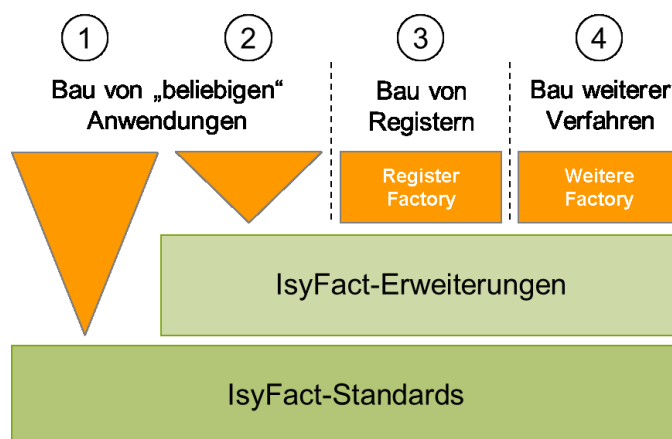 1 2 3 4
Bau von „beliebigen“
Anwendungen
Bau von
Registern
Bau weiterer
Verfahren
Register
Factory
Weitere
Factory
IsyFact-Erweiterungen
IsyFact-Standards